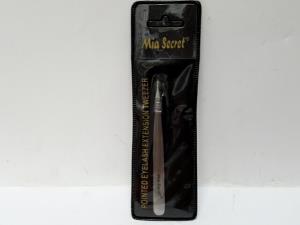 Mia Secret®
POINTED EYELASH EXTENSION TWEEZER